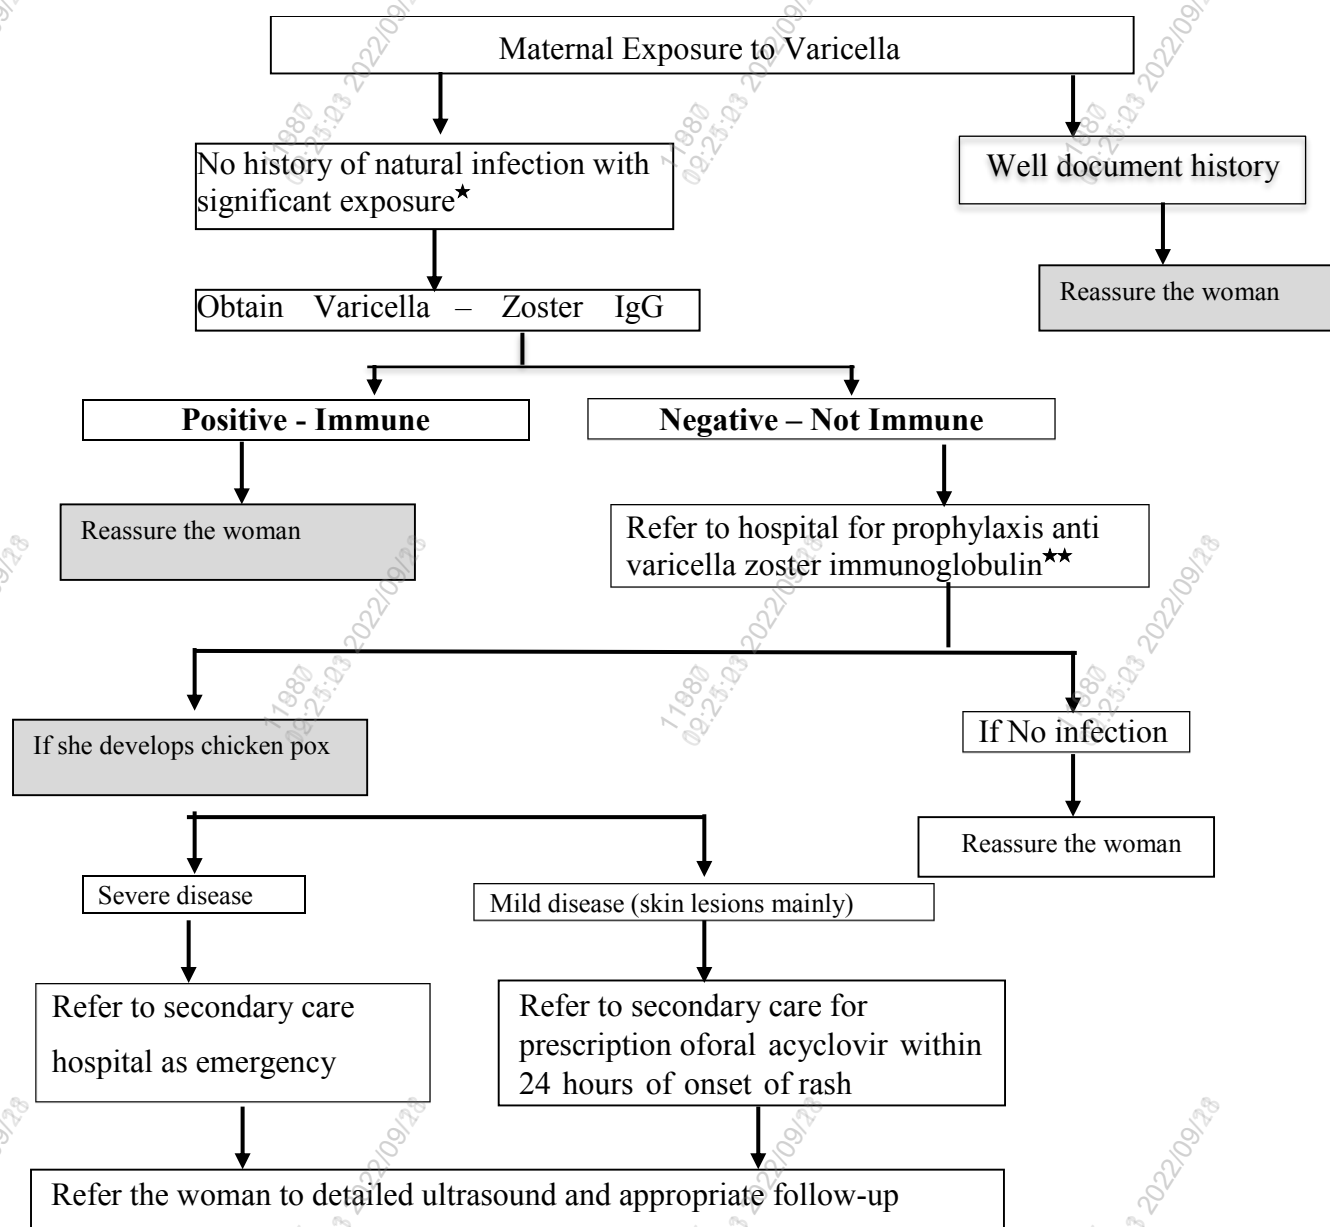 Maternal Exposure to Varicella
No history of natural infection with
significant exposure★
Well document history
Reassure the woman
Obtain Varicella – Zoster IgG
Positive - Immune
Negative – Not Immune
Reassure the woman
Refer to hospital for prophylaxis anti
varicella zoster immunoglobulin★★
If she develops chicken pox
If No infection
Reassure the woman
Severe disease
Mild disease (skin lesions mainly)
Refer to secondary care
hospital as emergency
Refer to secondary care for
prescription oforal acyclovir within
24 hours of onset of rash
Refer the woman to detailed ultrasound and appropriate follow-up